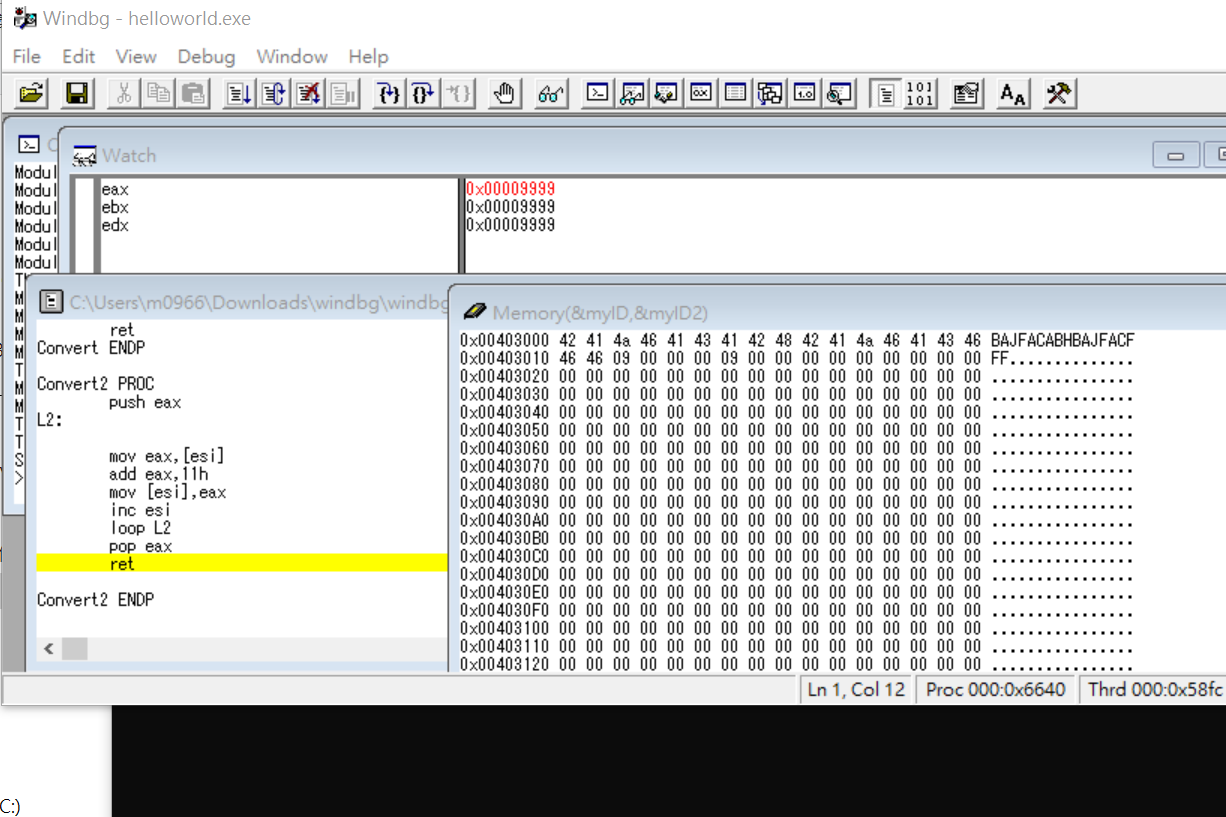 Windbg - helloworld.exe
File Edit View Debug Window Help
Watch
Modul
Modul
Modul
Modul
Modul
Modul
eax 0x00009999
ebx 0x00009999
edx 0x00009999
C:\Users\m0966\Downloads\windbg\windbg
ret
Convert ENDP
Convert2 PROC
push eax
L2:
mov eax,[esi]
add eax,11h
mov [esi],eax
inc esi
loop L2
pop eax
ret
Convert2 ENDP
Memory(&myID,&myID2)
0x00403000 42 41 4a 46 41 43 41 42 48 42 41 4a 46 41 43 46 BAJFACABHBAJFACF
0x00403010 46 46 09 00 00 00 09 00 00 00 00 00 00 00 00 00 FF..............
0x00403020 00 00 00 00 00 00 00 00 00 00 00 00 00 00 00 00 ................
0x00403030 00 00 00 00 00 00 00 00 00 00 00 00 00 00 00 00 ................
0x00403040 00 00 00 00 00 00 00 00 00 00 00 00 00 00 00 00 ................
0x00403050 00 00 00 00 00 00 00 00 00 00 00 00 00 00 00 00 ................
0x00403060 00 00 00 00 00 00 00 00 00 00 00 00 00 00 00 00 ................
0x00403070 00 00 00 00 00 00 00 00 00 00 00 00 00 00 00 00 ................
0x00403080 00 00 00 00 00 00 00 00 00 00 00 00 00 00 00 00 ................
0x00403090 00 00 00 00 00 00 00 00 00 00 00 00 00 00 00 00 ................
0x004030A0 00 00 00 00 00 00 00 00 00 00 00 00 00 00 00 00 ................
0x004030B0 00 00 00 00 00 00 00 00 00 00 00 00 00 00 00 00 ................
0x004030C0 00 00 00 00 00 00 00 00 00 00 00 00 00 00 00 00 ................
0x004030D0 00 00 00 00 00 00 00 00 00 00 00 00 00 00 00 00 ................
0x004030E0 00 00 00 00 00 00 00 00 00 00 00 00 00 00 00 00 ................
0x004030F0 00 00 00 00 00 00 00 00 00 00 00 00 00 00 00 00 ................
0x00403100 00 00 00 00 00 00 00 00 00 00 00 00 00 00 00 00 ................
0x00403110 00 00 00 00 00 00 00 00 00 00 00 00 00 00 00 00 ................
0x00403120 00 00 00 00 00 00 00 00 00 00 00 00 00 00 00 00 ................
Ln 1, Col 12 Proc 000:0x6640 Thrd 000:0x58fc
C:)